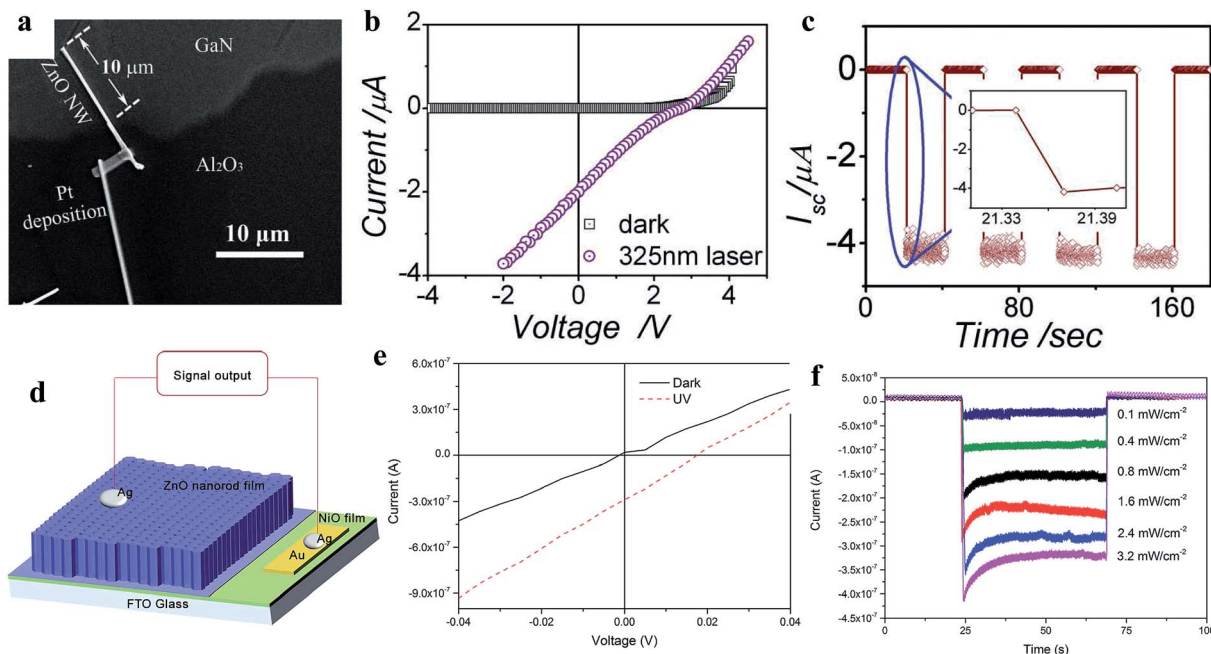 a
GaN
10 μm
ZnO NW
Al₂O₃
Pt
deposition
10 μm
b
Current /μA
2
0
-2
-4
-4
-2
0
2
4
dark
325nm laser
Voltage /V
c
I_sc/μA
0
-2
-4
0
-2
-4
21.33
21.39
0
80
160
Time /sec
d
Signal output
Ag
ZnO nanorod film
NiO film
Ag
Au
FTO Glass
e
Current (A)
6.0x10⁻⁷
3.0x10⁻⁷
0.0
-3.0x10⁻⁷
-6.0x10⁻⁷
-9.0x10⁻⁷
Dark
UV
-0.04
-0.02
0.00
0.02
0.04
Voltage (V)
f
Current (A)
5.0x10⁻⁸
0.0
-5.0x10⁻⁸
-1.0x10⁻⁷
-1.5x10⁻⁷
-2.0x10⁻⁷
-2.5x10⁻⁷
-3.0x10⁻⁷
-3.5x10⁻⁷
-4.0x10⁻⁷
-4.5x10⁻⁷
0.1 mW/cm⁻²
0.4 mW/cm⁻²
0.8 mW/cm⁻²
1.6 mW/cm⁻²
2.4 mW/cm⁻²
3.2 mW/cm⁻²
0
25
50
75
100
Time (s)